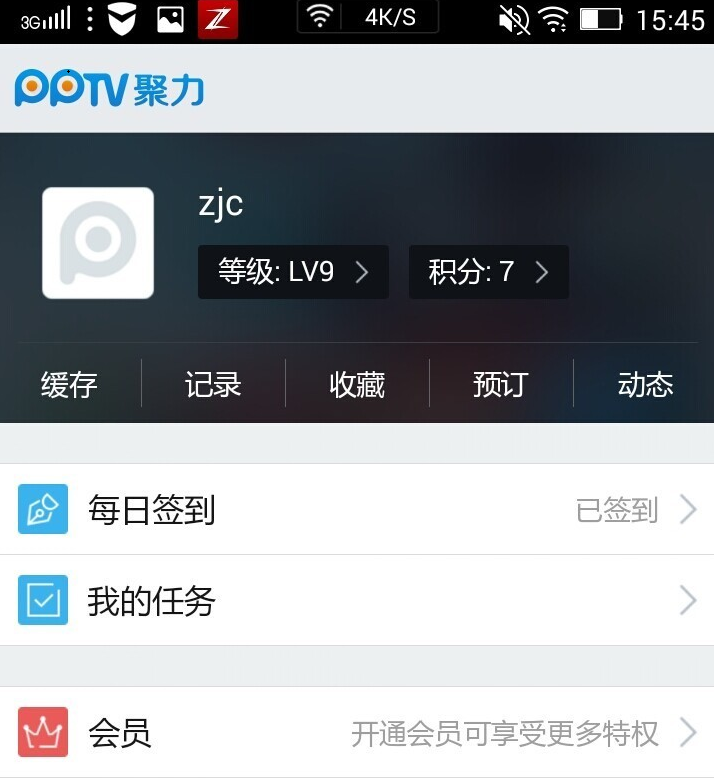 3G 4K/S 15:45
PPTV聚力
zjc
等级: LV9 积分: 7
缓存 记录 收藏 预订 动态
每日签到 已签到
我的任务
会员 开通会员可享受更多特权